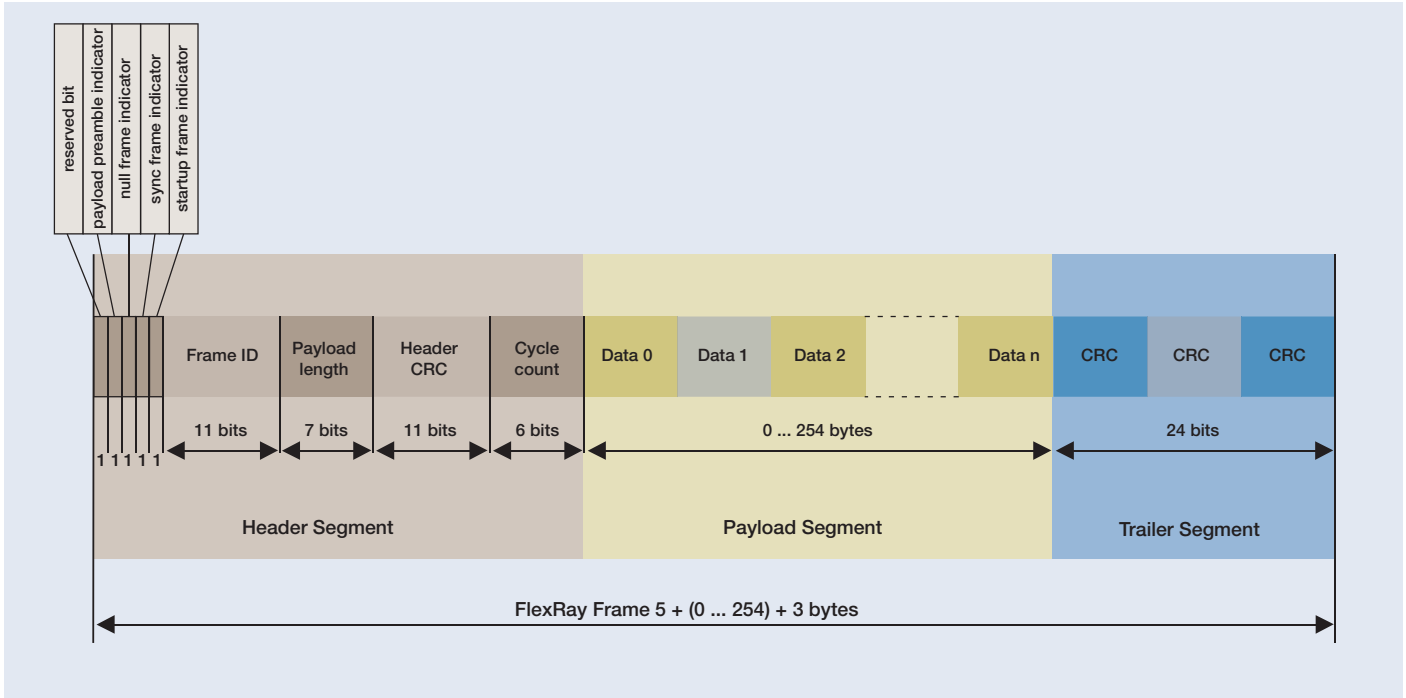 reserved bit
payload preamble indicator
null frame indicator
sync frame indicator
startup frame indicator
Frame ID
Payload
length
Header
CRC
Cycle
count
Data 0
Data 1
Data 2
Data n
CRC
CRC
CRC
1 1 1 1 1
11 bits
7 bits
11 bits
6 bits
0 ... 254 bytes
24 bits
Header Segment
Payload Segment
Trailer Segment
FlexRay Frame 5 + (0 ... 254) + 3 bytes